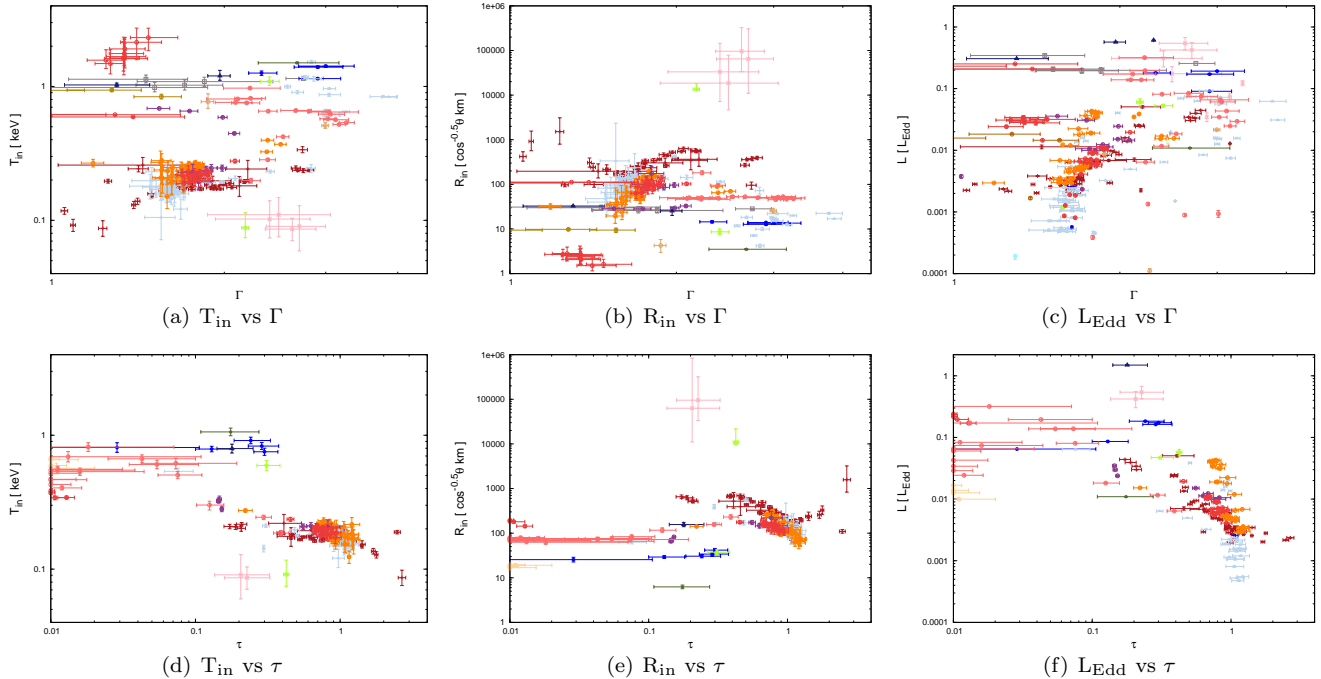 T_in [ keV]
1
0.1
1
Γ
(a) T_in vs Γ
R_in [ cos^-0.5 θ km]
1e+06
100000
10000
1000
100
10
1
1
Γ
(b) R_in vs Γ
L [ L_Edd]
1
0.1
0.01
0.001
0.0001
1
Γ
(c) L_Edd vs Γ
T_in [ keV]
1
0.1
0.01
0.1
1
τ
(d) T_in vs τ
R_in [ cos^-0.5 θ km]
1e+06
100000
10000
1000
100
10
1
0.01
0.1
1
τ
(e) R_in vs τ
L [ L_Edd]
1
0.1
0.01
0.001
0.0001
0.01
0.1
1
τ
(f) L_Edd vs τ